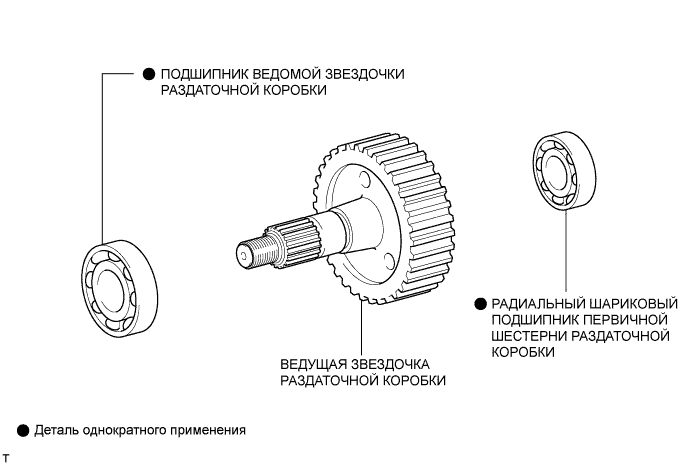 ● ПОДШИПНИК ВЕДОМОЙ ЗВЕЗДОЧКИ
РАЗДАТОЧНОЙ КОРОБКИ
● РАДИАЛЬНЫЙ ШАРИКОВЫЙ
ПОДШИПНИК ПЕРВИЧНОЙ
ШЕСТЕРНИ РАЗДАТОЧНОЙ
КОРОБКИ
ВЕДУЩАЯ ЗВЕЗДОЧКА
РАЗДАТОЧНОЙ КОРОБКИ
● Деталь однократного применения
T